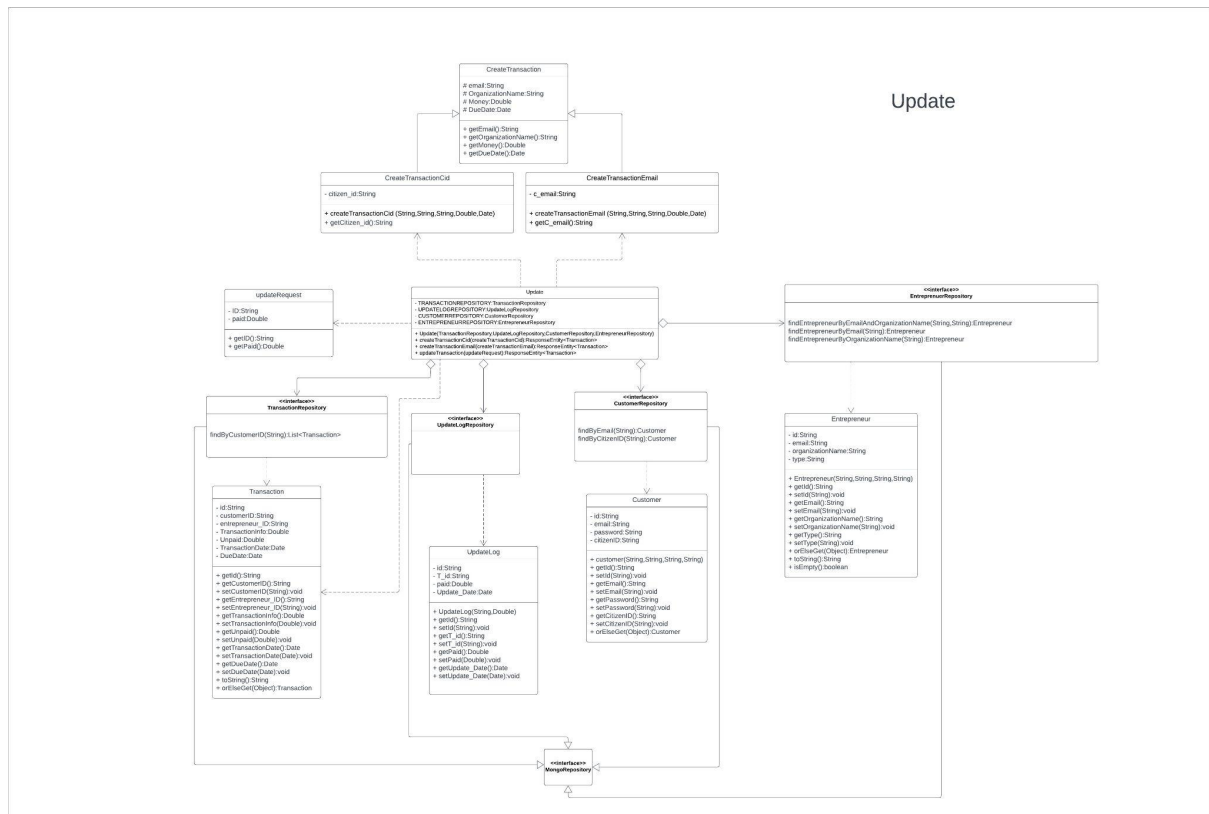 Update
CreateTransaction
# email:String
# OrganizationName:String
# Money:Double
# DueDate:Date
+ getEmail():String
+ getOrganizationName():String
+ getMoney():Double
+ getDueDate():Date
CreateTransactionCid
- citizen_id:String
+ createTransactionCid (String,String,String,Double,Date)
+ getCitizen_id():String
CreateTransactionEmail
- c_email:String
+ createTransactionEmail (String,String,String,Double,Date)
+ getC_email():String
updateRequest
- ID:String
- paid:Double
+ getID():String
+ getPaid():Double
Update
- TRANSACTIONREPOSITORY:TransactionRepository
- UPDATELOGREPOSITORY:UpdateLogRepository
- CUSTOMERREPOSITORY:CustomerRepository
- ENTREPRENEURREPOSITORY:EntrepreneurRepository
+ Update(TransactionRepository,UpdateLogRepository,CustomerRepository,EntrepreneurRepository)
+ createTransactionCid(createTransactionCid):ResponseEntity<Transaction>
+ createTransactionEmail(createTransactionEmail):ResponseEntity<Transaction>
+ updateTransaction(updateRequest):ResponseEntity<Transaction>
<<interface>>
EntreprenuerRepository
findEntrepreneurByEmailAndOrganizationName(String,String):Entrepreneur
findEntrepreneurByEmail(String):Entrepreneur
findEntrepreneurByOrganizationName(String):Entrepreneur
<<interface>>
TransactionRepository
findByCustomerID(String):List<Transaction>
<<interface>>
UpdateLogRepository
<<interface>>
CustomerRepository
findByEmail(String):Customer
findByCitizenID(String):Customer
Entrepreneur
- id:String
- email:String
- organizationName:String
- type:String
+ Entrepreneur(String,String,String,String)
+ getId():String
+ setId(String):void
+ getEmail():String
+ setEmail(String):void
+ getOrganizationName():String
+ setOrganizationName(String):void
+ getType():String
+ setType(String):void
+ orElseGet(Object):Entrepreneur
+ toString():String
+ isEmpty():boolean
Transaction
- id:String
- customerID:String
- entrepreneur_ID:String
- TransactionInfo:Double
- Unpaid:Double
- TransactionDate:Date
- DueDate:Date
+ getId():String
+ getCustomerID():String
+ setCustomerID(String):void
+ getEntrepreneur_ID():String
+ setEntrepreneur_ID(String):void
+ getTransactionInfo():Double
+ setTransactionInfo(Double):void
+ getUnpaid():Double
+ setUnpaid(Double):void
+ getTransactionDate():Date
+ setTransactionDate(Date):void
+ getDueDate():Date
+ setDueDate(Date):void
+ toString():String
+ orElseGet(Object):Transaction
UpdateLog
- id:String
- T_id:String
- paid:Double
- Update_Date:Date
+ UpdateLog(String,Double)
+ getId():String
+ setId(String):void
+ getT_id():String
+ setT_id(String):void
+ getPaid():Double
+ setPaid(Double):void
+ getUpdate_Date():Date
+ setUpdate_Date(Date):void
Customer
- id:String
- email:String
- password:String
- citizenID:String
+ customer(String,String,String,String)
+ getId():String
+ setId(String):void
+ getEmail():String
+ setEmail(String):void
+ getPassword():String
+ setPassword(String):void
+ getCitizenID():String
+ setCitizenID(String):void
+ orElseGet(Object):Customer
<<interface>>
MongoRepository